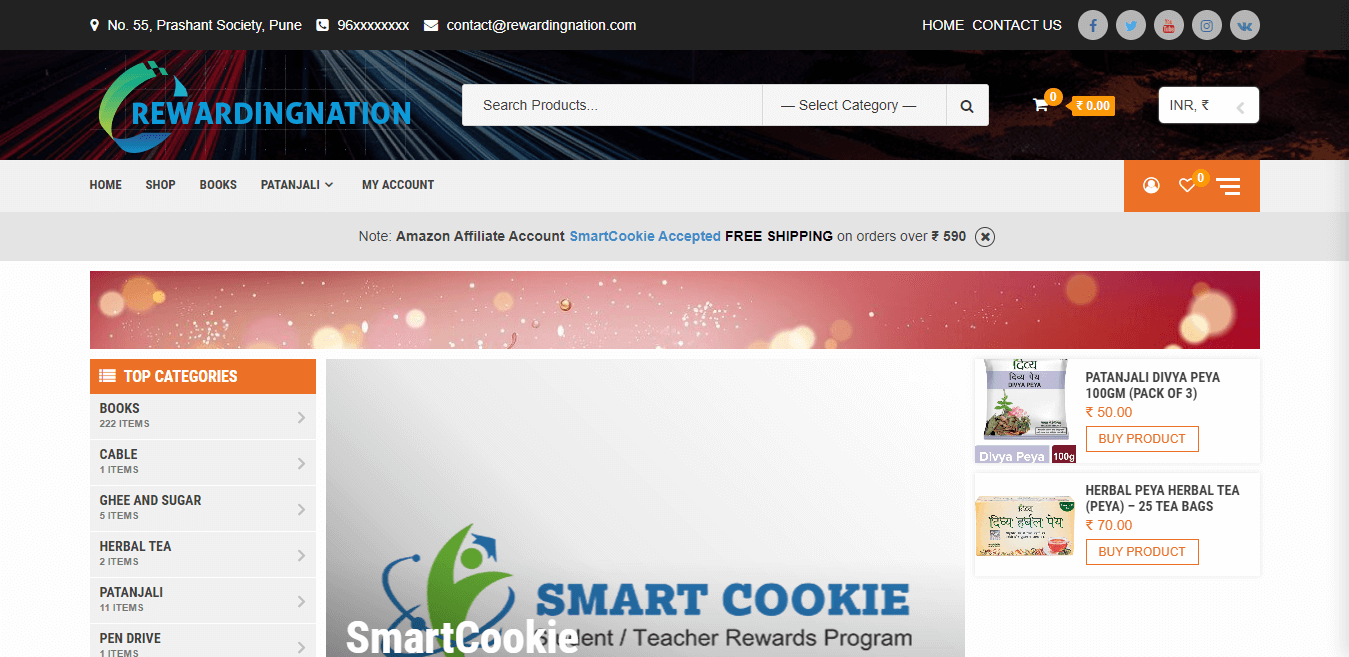 No. 55, Prashant Society, Pune 96xxxxxxxx contact@rewardingnation.com HOME CONTACT US
REWARDINGNATION
Search Products... — Select Category — 0 ₹ 0.00 INR, ₹
HOME SHOP BOOKS PATANJALI MY ACCOUNT 0
Note: Amazon Affiliate Account SmartCookie Accepted FREE SHIPPING on orders over ₹ 590
TOP CATEGORIES
BOOKS
222 ITEMS
CABLE
1 ITEMS
GHEE AND SUGAR
5 ITEMS
HERBAL TEA
2 ITEMS
PATANJALI
11 ITEMS
PEN DRIVE
1 ITEMS
SMART COOKIE
Student / Teacher Rewards Program
SmartCookie
दिव्य
दिव्य पेय
DIVYA PEYA
Divya Peya 100g
PATANJALI DIVYA PEYA
100GM (PACK OF 3)
₹ 50.00
BUY PRODUCT
दिव्य
दिव्य हर्बल पेय
HERBAL PEYA HERBAL TEA
(PEYA) – 25 TEA BAGS
₹ 70.00
BUY PRODUCT